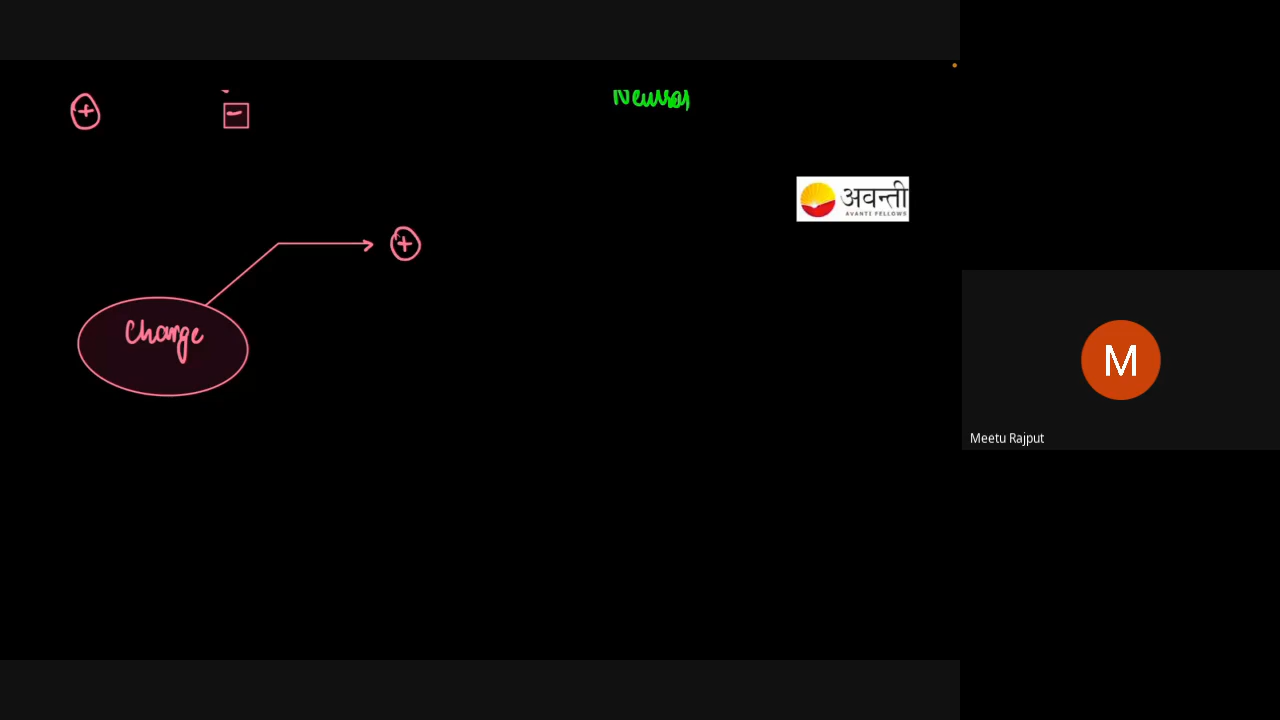 Neutral
+
-
अवन्ती
AVANTI FELLOWS
+
Charge
M
Meetu Rajput